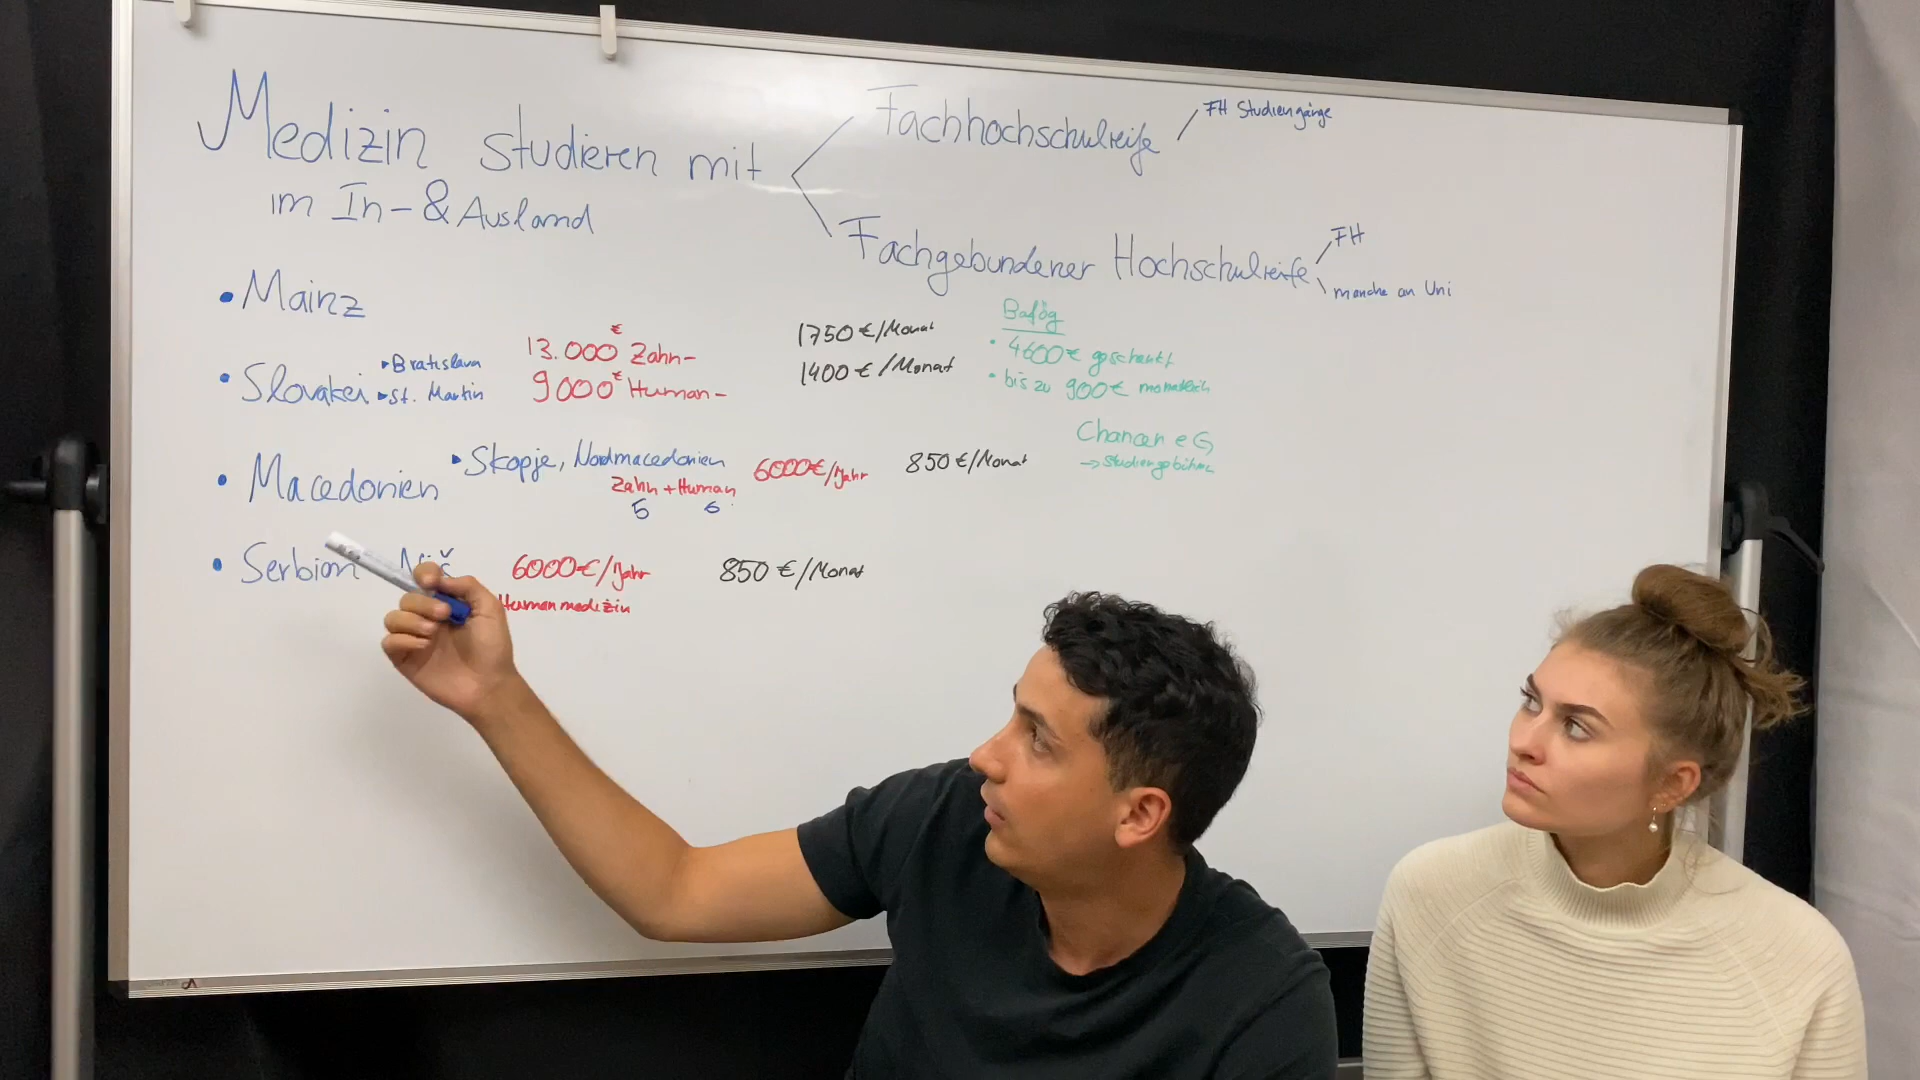 Medizin studieren mit
im In- & Ausland
Fachhochschulreife
FH Studiengänge
Fachgebundener Hochschulreife
FH
manche an Uni
• Mainz
• Slovakei
▸Bratislava
▸St. Martin
13.000€ Zahn-
9000€ Human-
1750€/Monat
1400€/Monat
Bafög
• 4600€ geschenkt
• bis zu 900€ monatlich
Chancen eG
→ Studiengebühren
• Macedonien
▸Skopje, Nordmacedonien
Zahn + Human
5 6
6000€/Jahr
850€/Monat
• Serbien
6000€/Jahr
Humanmedizin
850€/Monat